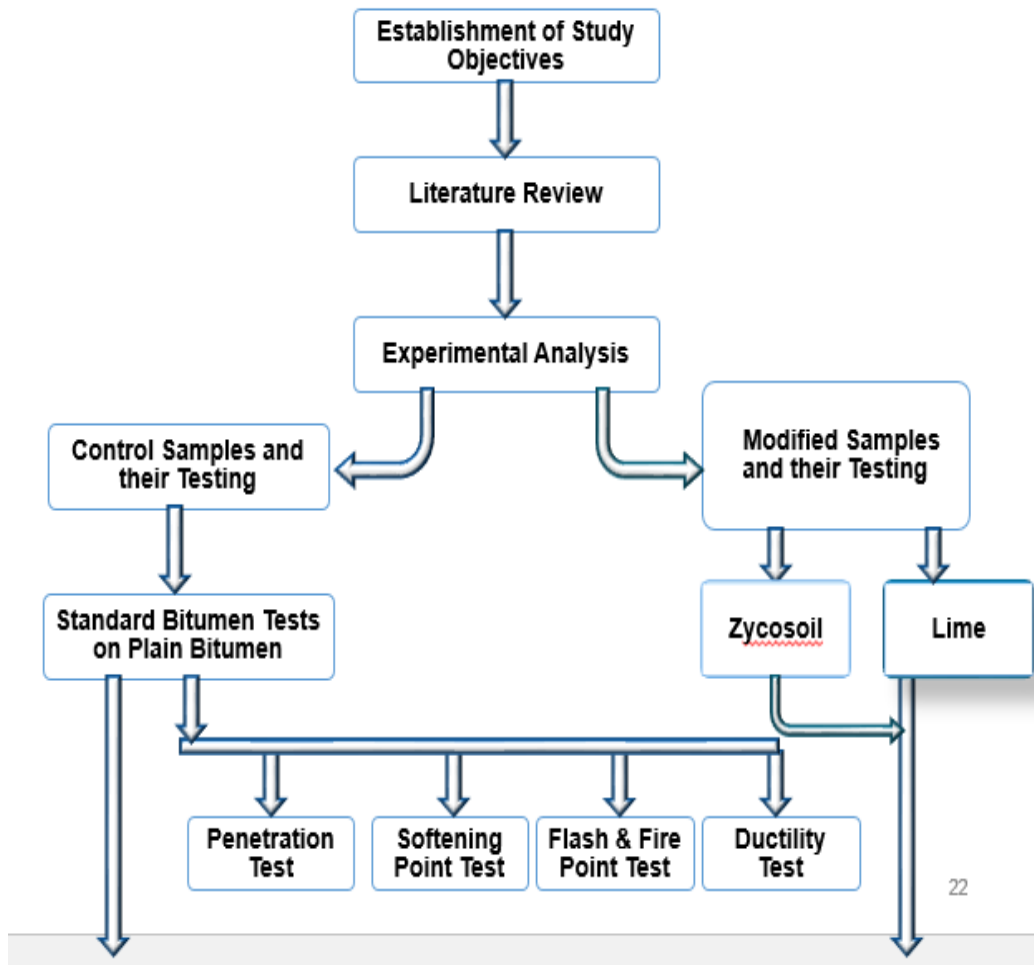 Establishment of Study
Objectives
Literature Review
Experimental Analysis
Control Samples and
their Testing
Modified Samples
and their Testing
Standard Bitumen Tests
on Plain Bitumen
Zycosoil
Lime
Penetration
Test
Softening
Point Test
Flash & Fire
Point Test
Ductility
Test
22